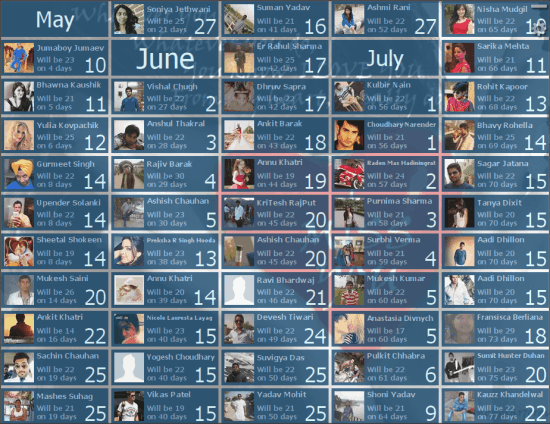 May
Jumaboy Jumaev
Will be 23
on 4 days 10
Bhawna Kaushik
Will be 21
on 5 days 11
Yulia Kovpachik
Will be 25
on 6 days 12
Gurmeet Singh
Will be 22
on 8 days 14
Upender Solanki
Will be 22
on 8 days 14
Sheetal Shokeen
Will be 19
on 8 days 14
Mukesh Saini
Will be 26
on 14 days 20
Ankit Khatri
Will be 14
on 16 days 22
Sachin Chauhan
Will be 21
on 19 days 25
Mashes Suhag
Will be 21
on 19 days 25
Soniya Jethwani
Will be 21
on 21 days 27
June
Vishal Chugh
Will be
on 27 days 2
Anshul Thakral
Will be 22
on 28 days 3
Rajiv Barak
Will be 30
on 29 days 4
Ashish Chauhan
Will be
on 30 days 5
Preksha R Singh Hooda
Will be 23
on 38 days 13
Annu Khatri
Will be
on 39 days 14
Nicole Lauresta Layag
Will be
on 40 days 15
Yogesh Choudhary
Will be
on 40 days 15
Vikas Patel
Will be 19
on 40 days 15
Suman Yadav
Will be 21
on 41 days 16
Er Rahul Sharma
Will be
on 42 days 17
Dhruv Sapra
Will be
on 42 days 17
Ankit Barak
Will be 22
on 43 days 18
Annu Khatri
Will be
on 44 days 19
KriTesh RajPut
Will be 22
on 45 days 20
Ashish Chauhan
Will be 22
on 45 days 20
Ravi Bhardwaj
Will be 22
on 46 days 21
Devesh Tiwari
Will be 22
on 49 days 24
Suvigya Das
Will be
on 50 days 25
Yadav Mohit
Will be 21
on 50 days 25
Ashmi Rani
Will be 22
on 52 days 27
July
Kulbir Nain
Will be 22
on 56 days 1
Choudhary Narender
Will be 21
on 56 days 1
Will be 24
on 57 days 2
Purnima Sharma
Will be
on 58 days 3
Surbhi Verma
Will be 21
on 59 days 4
Mukesh Kumar
Will be 22
on 60 days 5
Anastasia Divnych
Will be 17
on 60 days 5
Pulkit Chhabra
Will be 22
on 61 days 6
Shoni Yadav
Will be 21
on 64 days 9
Nisha Mudgil
Will be 22
on 65 days
Sarika Mehta
Will be
on 66 days 11
Rohit Kapoor
Will be 22
on 68 days 13
Bhavy Rohella
Will be 25
on 69 days 14
Sagar Jatana
Will be 22
on 70 days 15
Tanya Dixit
Will be 20
on 70 days 15
Aadi Dhillon
Will be 20
on 70 days 15
Aadi Dhillon
Will be 20
on 70 days 15
Fransisca Berliana
Will be
on 73 days 18
Sumit Hunter Duhan
Will be 23
on 75 days 20
Kauzz Khandelwal
Will be 22
on 77 days 22